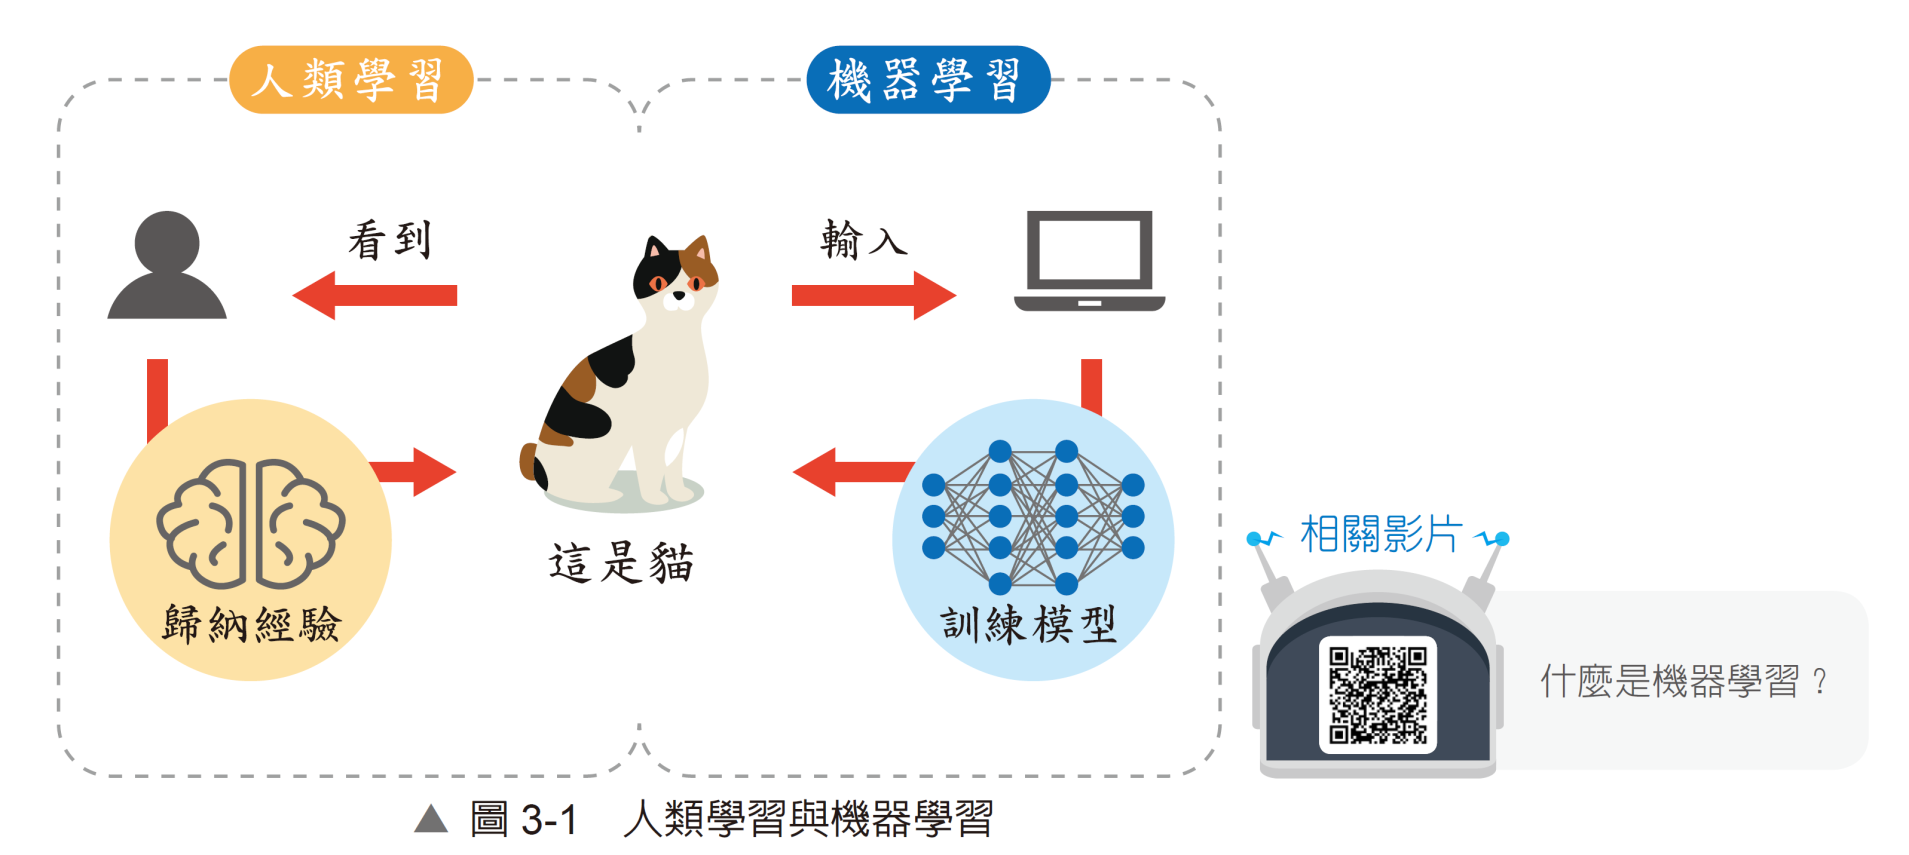 人類學習
機器學習
看到
輸入
這是貓
歸納經驗
訓練模型
相關影片
什麼是機器學習？
▲ 圖 3-1 人類學習與機器學習